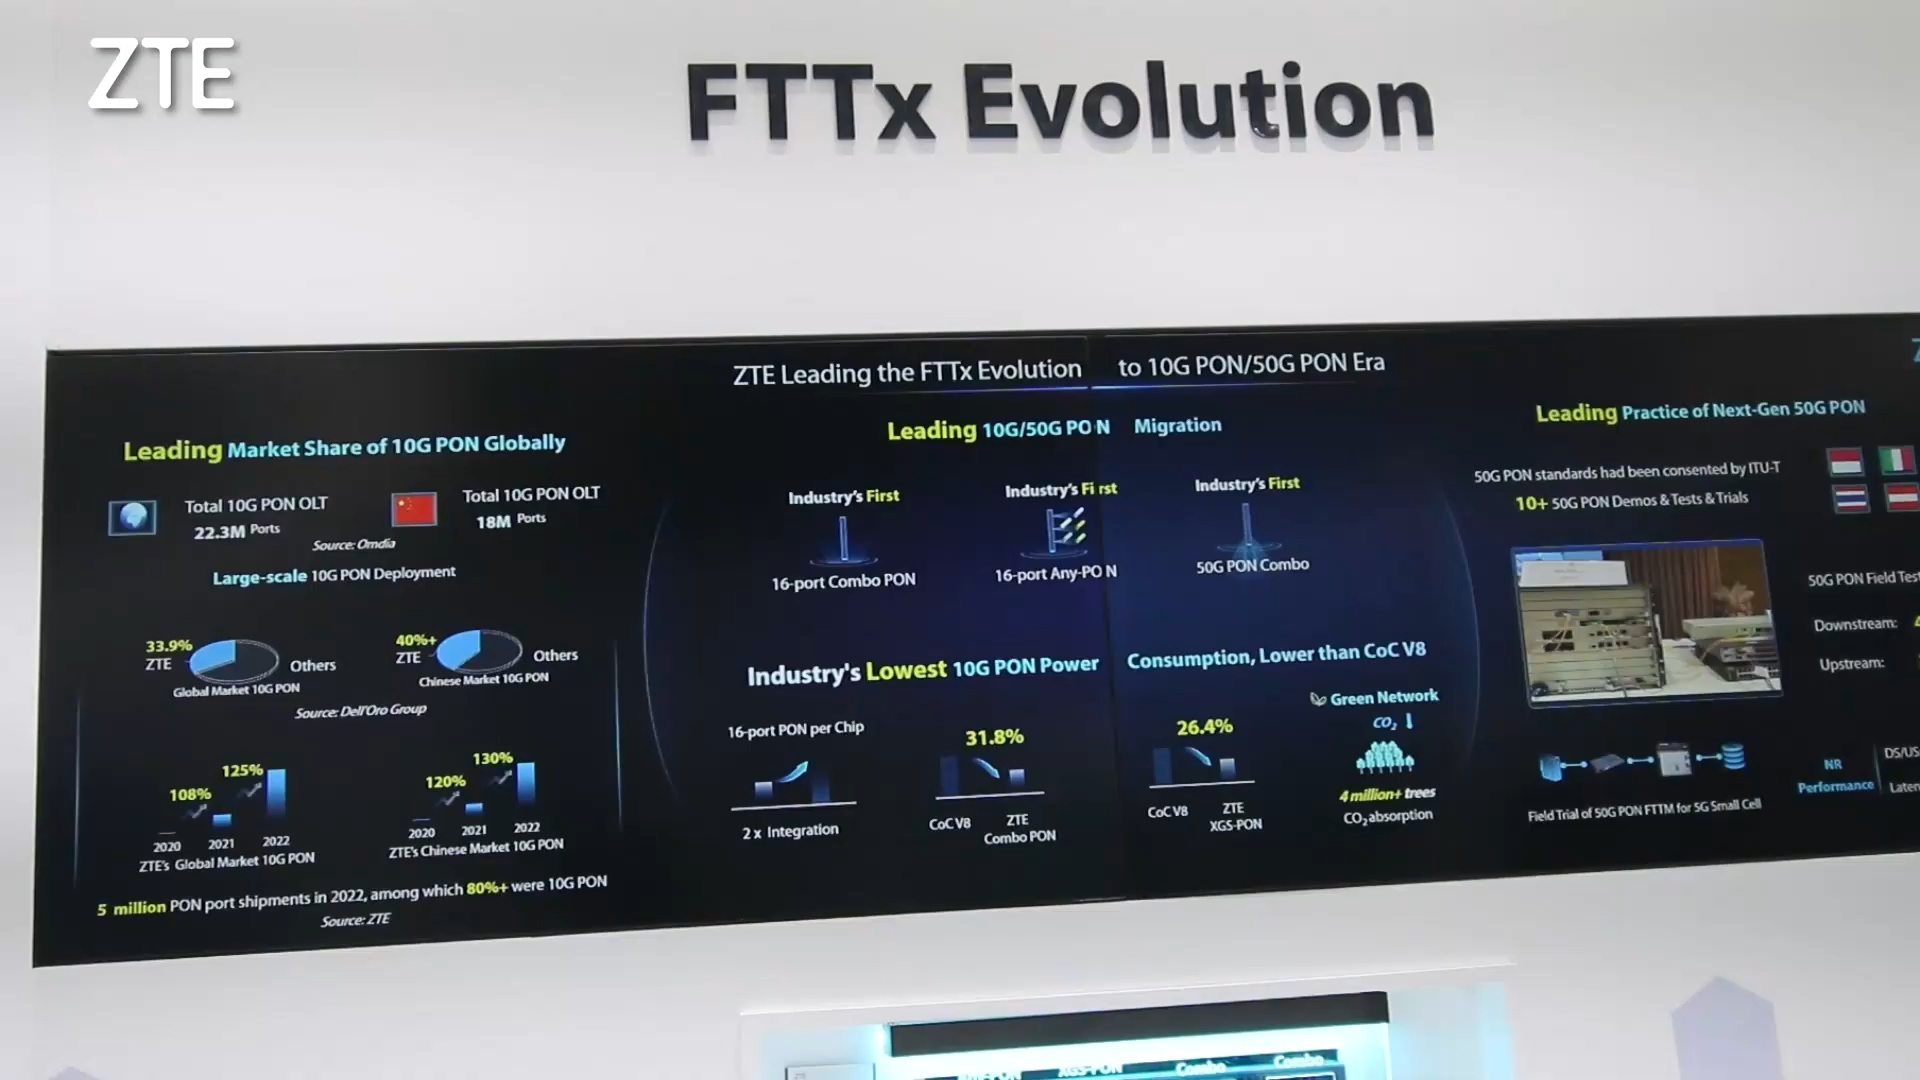 ZTE
FTTx Evolution
ZTE Leading the FTTx Evolution to 10G PON/50G PON Era
Leading Market Share of 10G PON Globally
Total 10G PON OLT
22.3M Ports
Total 10G PON OLT
18M Ports
Source: Omdia
Large-scale 10G PON Deployment
33.9%
ZTE
Others
Global Market 10G PON
40%+
ZTE
Others
Chinese Market 10G PON
Source: Dell'Oro Group
108%
125%
2020
2021
2022
ZTE's Global Market 10G PON
120%
130%
2020
2021
2022
ZTE's Chinese Market 10G PON
5 million PON port shipments in 2022, among which 80%+ were 10G PON
Source: ZTE
Leading 10G/50G PON Migration
Industry's First
16-port Combo PON
Industry's First
16-port Any-PON
Industry's First
50G PON Combo
Industry's Lowest 10G PON Power Consumption, Lower than CoC V8
16-port PON per Chip
2 x Integration
31.8%
CoC V8
ZTE
Combo PON
26.4%
CoC V8
ZTE
XGS-PON
Green Network
CO₂
4 million+ trees
CO₂ absorption
Leading Practice of Next-Gen 50G PON
50G PON standards had been consented by ITU-T
10+ 50G PON Demos & Tests & Trials
50G PON Field Test
Downstream:
Upstream:
Field Trial of 50G PON FTTM for 5G Small Cell
NR
Performance
DS/US
XGS-PON
Combo
Combo